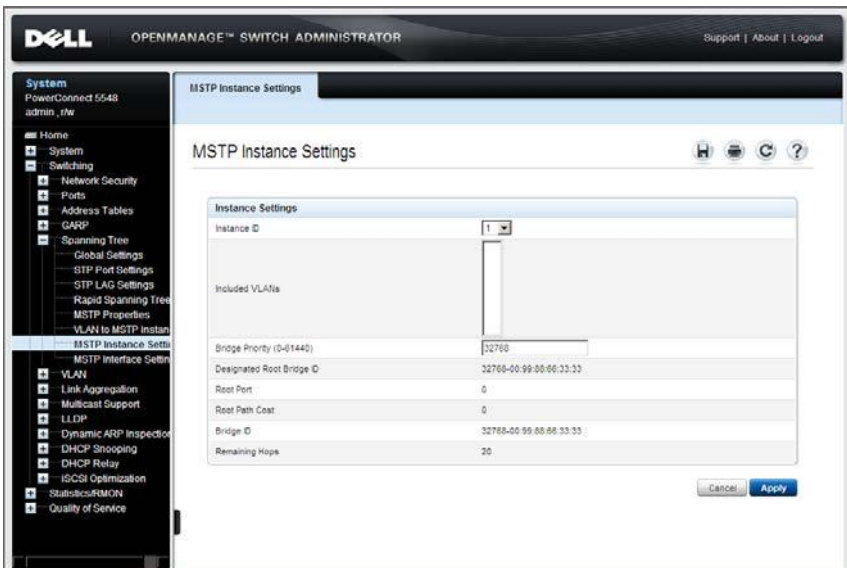 DELL OPENMANAGE™ SWITCH ADMINISTRATOR Support | About | Logout
System
PowerConnect 5548
admin , r/w
Home
System
Switching
Network Security
Ports
Address Tables
GARP
Spanning Tree
Global Settings
STP Port Settings
STP LAG Settings
Rapid Spanning Tree
MSTP Properties
VLAN to MSTP Instan
MSTP Instance Setti
MSTP Interface Settin
VLAN
Link Aggregation
Multicast Support
LLDP
Dynamic ARP Inspection
DHCP Snooping
DHCP Relay
iSCSI Optimization
Statistics/RMON
Quality of Service
MSTP Instance Settings
MSTP Instance Settings
Instance Settings
Instance ID 1
Included VLANs
Bridge Priority (0-61440) 32768
Designated Root Bridge ID 32768-00:99:88:66:33:33
Root Port 0
Root Path Cost 0
Bridge ID 32768-00:99:88:66:33:33
Remaining Hops 20
Cancel Apply